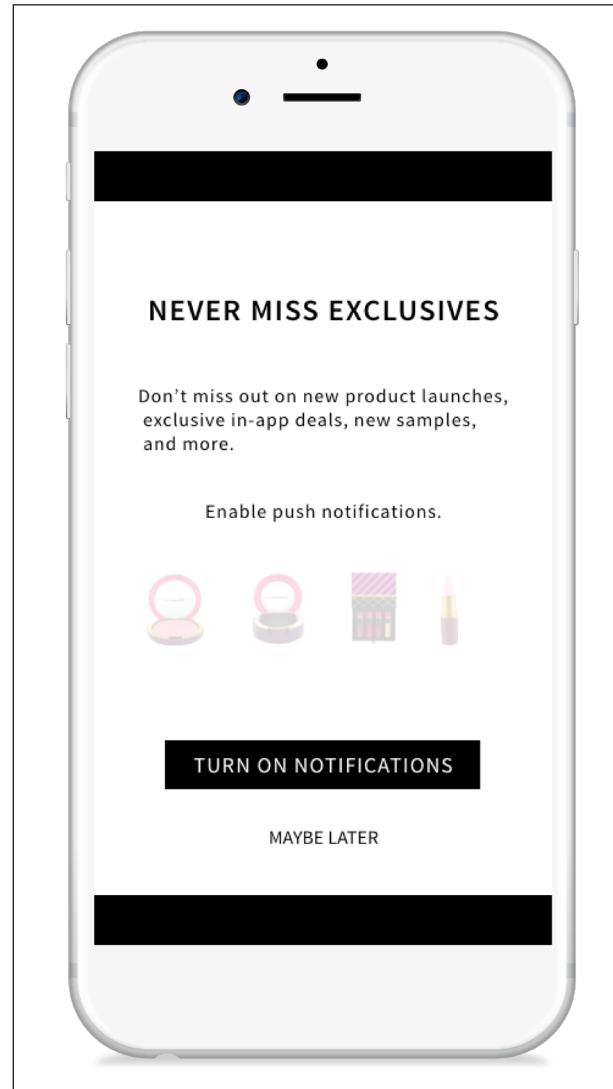 NEVER MISS EXCLUSIVES
Don’t miss out on new product launches,
exclusive in-app deals, new samples,
and more.
Enable push notifications.
TURN ON NOTIFICATIONS
MAYBE LATER